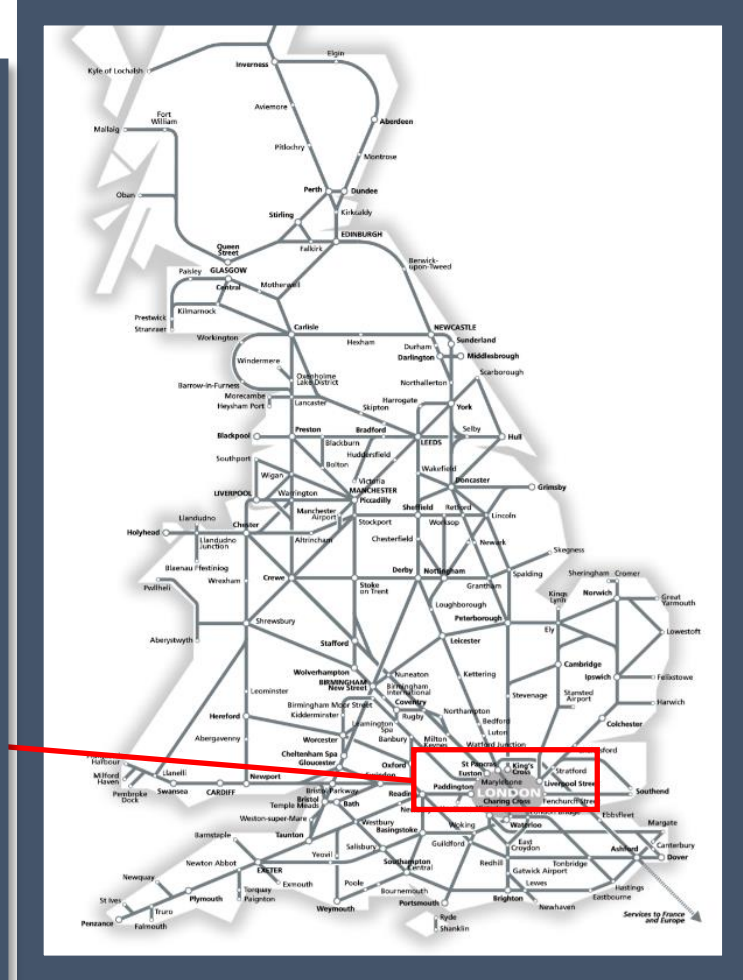 Elgin
Inverness
Kyle of Lochalsh
Aviemore
Fort
William
Aberdeen
Mallaig
Pitlochry
Montrose
Perth
Dundee
Oban
Stirling
Kirkcaldy
EDINBURGH
Queen
Street
Falkirk
Berwick-
upon-Tweed
Paisley
GLASGOW
Central
Motherwell
Prestwick
Kilmarnock
Stranraer
Carlisle
NEWCASTLE
Workington
Hexham
Sunderland
Durham
Darlington
Middlesbrough
Windermere
Scarborough
Oxenholme
Lake District
Barrow-in-Furness
Northallerton
Morecambe
Lancaster
Harrogate
York
Heysham Port
Skipton
Blackpool
Preston
Bradford
LEEDS
Selby
Hull
Blackburn
Huddersfield
Southport
Bolton
Wakefield
Wigan
Victoria
Doncaster
Grimsby
LIVERPOOL
Warrington
MANCHESTER
Piccadilly
Manchester
Airport
Sheffield
Retford
Lincoln
Llandudno
Chester
Stockport
Worksop
Holyhead
Llandudno
Junction
Altrincham
Chesterfield
Newark
Skegness
Blaenau Ffestiniog
Wrexham
Crewe
Stoke
on Trent
Derby
Nottingham
Grantham
Spalding
Sheringham
Cromer
Pwllheli
Kings
Lynn
Norwich
Great
Yarmouth
Loughborough
Peterborough
Shrewsbury
Ely
Lowestoft
Aberystwyth
Stafford
Leicester
Wolverhampton
Cambridge
BIRMINGHAM
New Street
Nuneaton
Birmingham
International
Kettering
Ipswich
Felixstowe
Leominster
Coventry
Stevenage
Stansted
Airport
Birmingham Moor Street
Harwich
Hereford
Kidderminster
Rugby
Northampton
Leamington
Spa
Bedford
Colchester
Abergavenny
Worcester
Banbury
Milton
Keynes
Luton
Watford Junction
Cheltenham Spa
Gloucester
Oxford
St Pancras
King's
Cross
Euston
Stratford
Harbour
Milford
Haven
Llanelli
Marylebone
Liverpool Street
Pembroke
Dock
Swansea
CARDIFF
Newport
Paddington
LONDON
Southend
Bristol
Temple Meads
Bath
Charing Cross
Ebbsfleet
Weston-super-Mare
Westbury
Basingstoke
Woking
Waterloo
Margate
Barnstaple
Taunton
Salisbury
Guildford
East
Croydon
Canterbury
Ashford
Dover
Newton Abbot
Yeovil
Southampton
Central
Redhill
Tonbridge
Gatwick Airport
Newquay
EXETER
Exmouth
Poole
Bournemouth
Lewes
Hastings
Eastbourne
St Ives
Plymouth
Torquay
Paignton
Weymouth
Portsmouth
Brighton
Newhaven
Truro
Penzance
Falmouth
Ryde
Shanklin
Services to France
and Europe